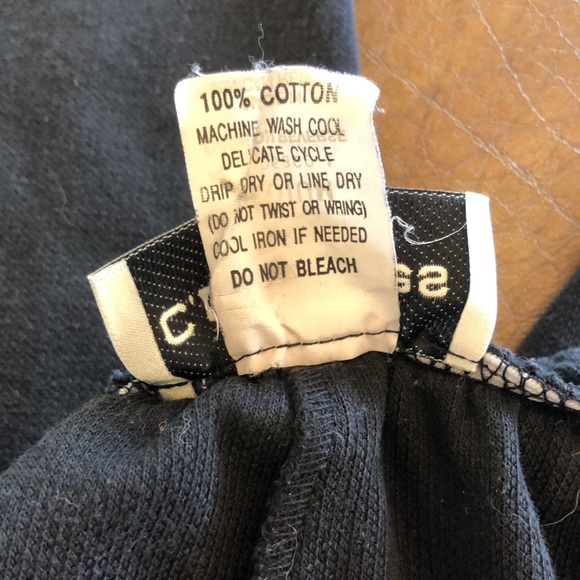 100% COTTON
MACHINE WASH COOL
DELICATE CYCLE
DRIP DRY OR LINE DRY
(DO NOT TWIST OR WRING)
COOL IRON IF NEEDED
DO NOT BLEACH